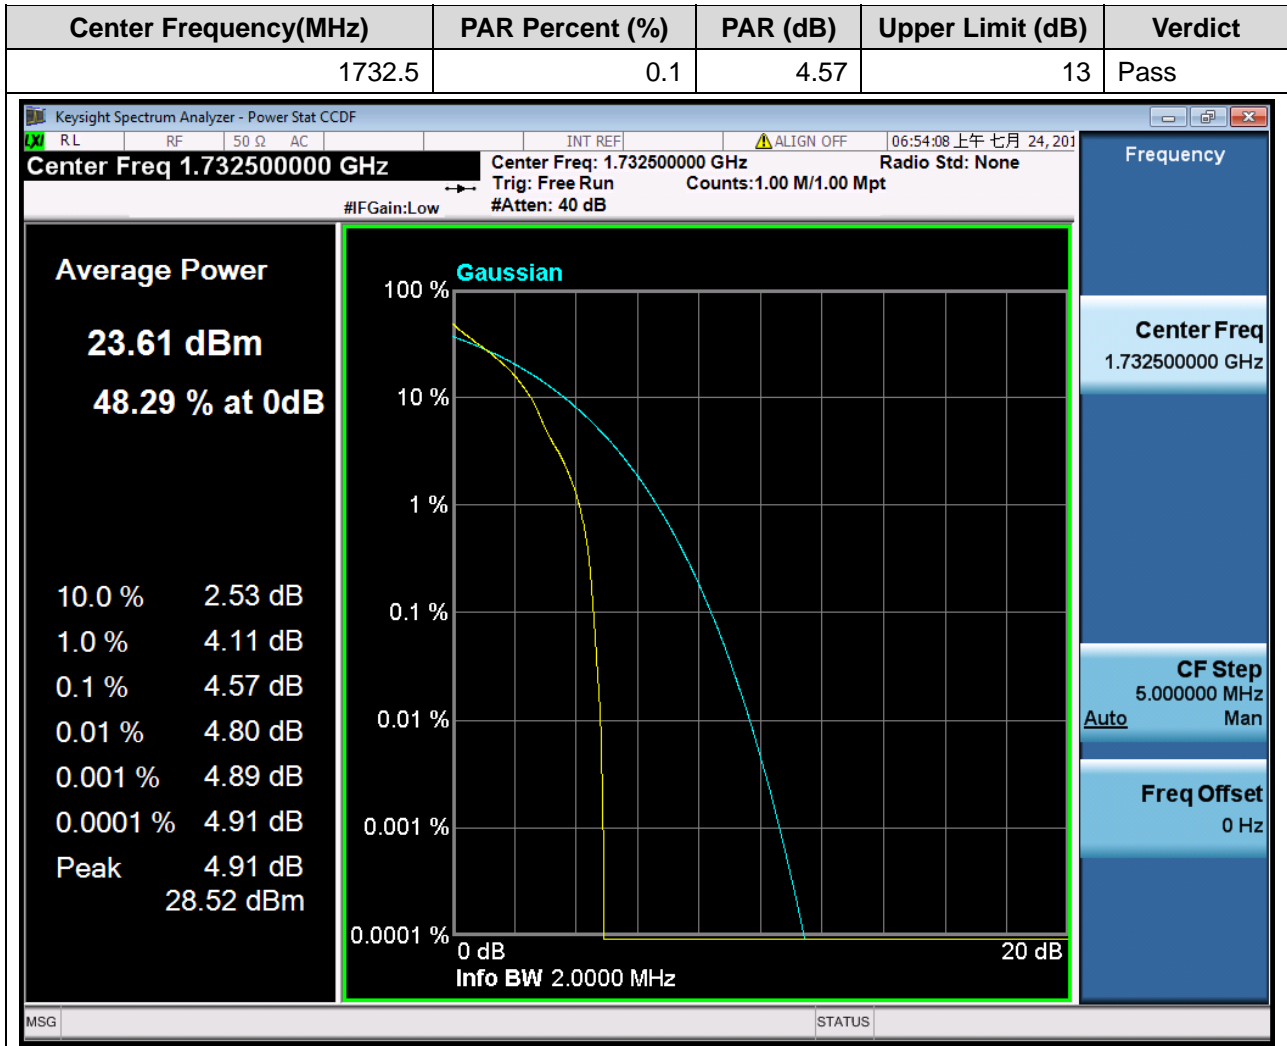 Center Frequency(MHz) PAR Percent (%) PAR (dB) Upper Limit (dB) Verdict
1732.5 0.1 4.57 13 Pass
Keysight Spectrum Analyzer - Power Stat CCDF
LXI RL RF 50 Ω AC INT REF ALIGN OFF 06:54:08 上午 七月 24, 201
Center Freq 1.732500000 GHz
Center Freq: 1.732500000 GHz Radio Std: None
Trig: Free Run Counts:1.00 M/1.00 Mpt
#IFGain:Low #Atten: 40 dB
Average Power
23.61 dBm
48.29 % at 0dB
10.0 % 2.53 dB
1.0 % 4.11 dB
0.1 % 4.57 dB
0.01 % 4.80 dB
0.001 % 4.89 dB
0.0001 % 4.91 dB
Peak 4.91 dB
28.52 dBm
Gaussian
100 %
10 %
1 %
0.1 %
0.01 %
0.001 %
0.0001 %
0 dB 20 dB
Info BW 2.0000 MHz
Frequency
Center Freq
1.732500000 GHz
CF Step
5.000000 MHz
Auto Man
Freq Offset
0 Hz
MSG STATUS